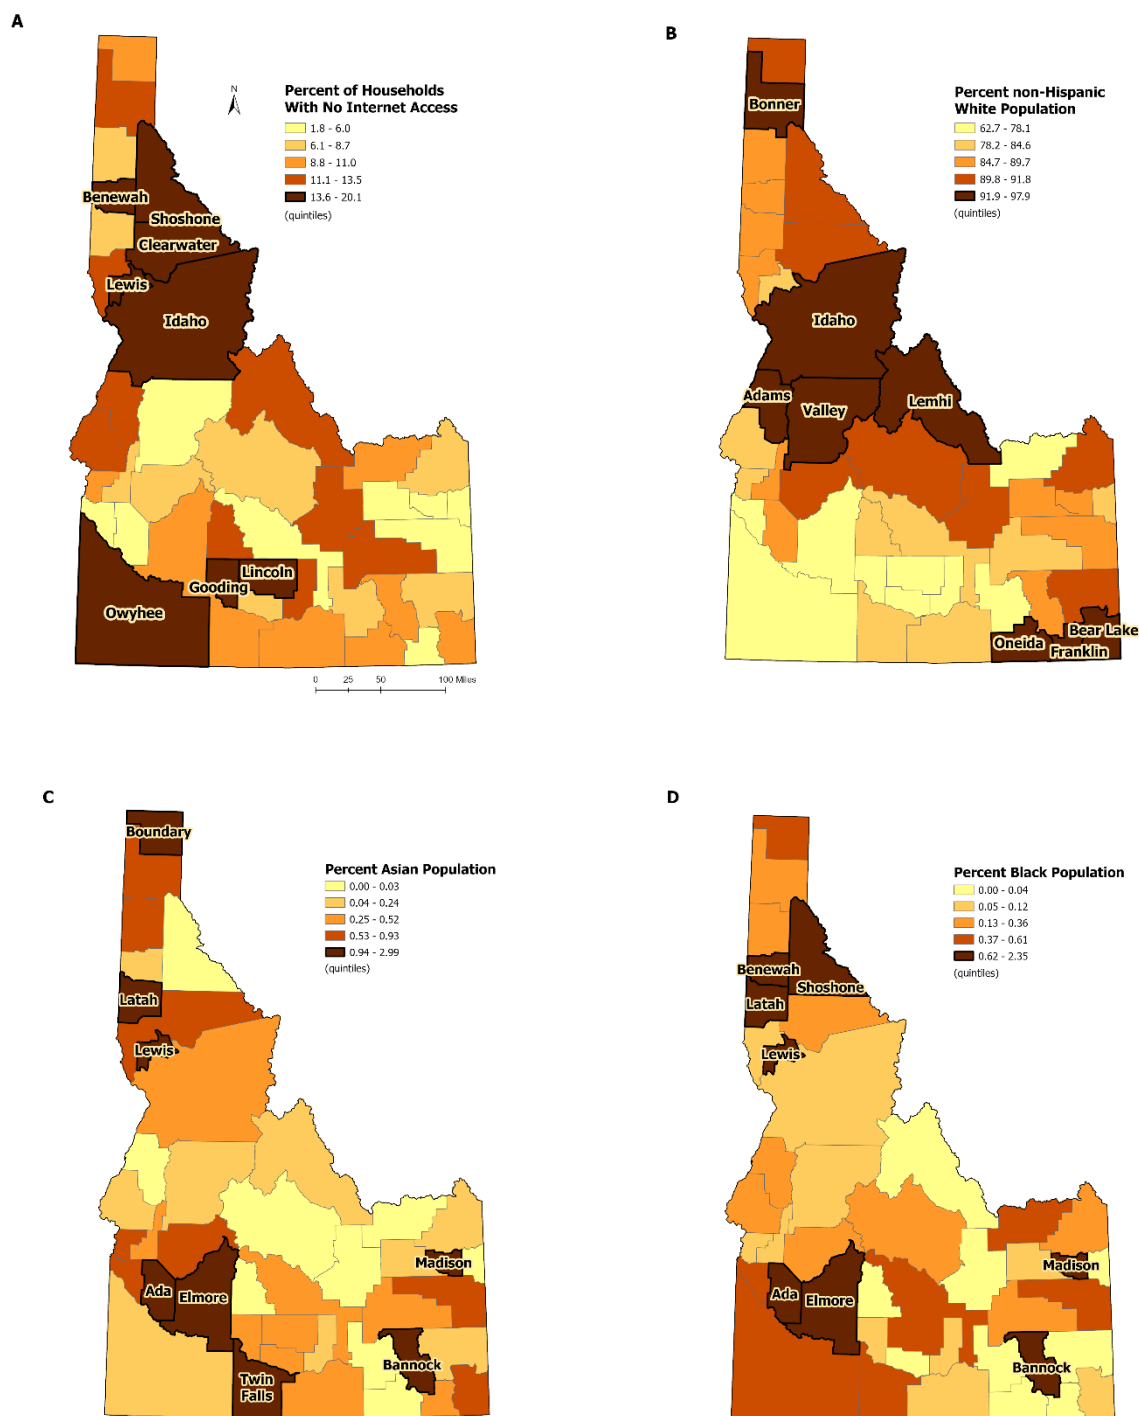 A
N
Percent of Households
With No Internet Access
1.8 - 6.0
6.1 - 8.7
8.8 - 11.0
11.1 - 13.5
13.6 - 20.1
(quintiles)
Benewah
Shoshone
Clearwater
Lewis
Idaho
Lincoln
Gooding
Owyhee
0 25 50 100 Miles
B
Percent non-Hispanic
White Population
62.7 - 78.1
78.2 - 84.6
84.7 - 89.7
89.8 - 91.8
91.9 - 97.9
(quintiles)
Bonner
Idaho
Adams
Valley
Lemhi
Bear Lake
Oneida
Franklin
C
Boundary
Percent Asian Population
0.00 - 0.03
0.04 - 0.24
0.25 - 0.52
0.53 - 0.93
0.94 - 2.99
(quintiles)
Latah
Lewis
Madison
Ada
Elmore
Bannock
Twin
Falls
D
Percent Black Population
0.00 - 0.04
0.05 - 0.12
0.13 - 0.36
0.37 - 0.61
0.62 - 2.35
(quintiles)
Benewah
Shoshone
Latah
Lewis
Madison
Ada
Elmore
Bannock